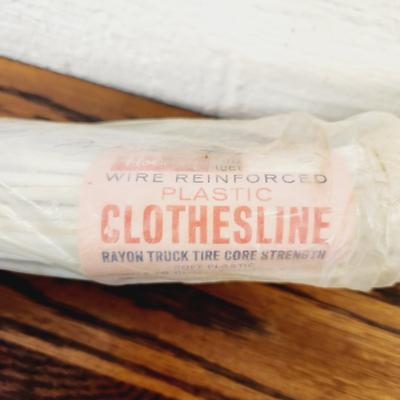 WIRE REINFORCED
PLASTIC
CLOTHESLINE
RAYON TRUCK TIRE CORE STRENGTH
SOFT PLASTIC